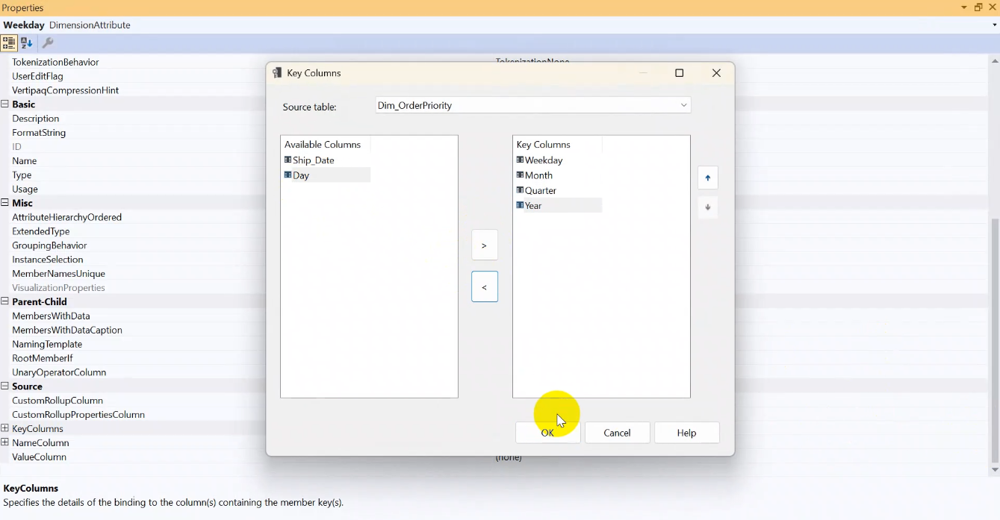 Properties
Weekday DimensionAttribute
TokenizationBehavior
TokenizationNone
UserEditFlag
VertipaqCompressionHint
Basic
Description
FormatString
ID
Name
Type
Usage
Misc
AttributeHierarchyOrdered
ExtendedType
GroupingBehavior
InstanceSelection
MemberNamesUnique
VisualizationProperties
Parent-Child
MembersWithData
MembersWithDataCaption
NamingTemplate
RootMemberIf
UnaryOperatorColumn
Source
CustomRollupColumn
CustomRollupPropertiesColumn
KeyColumns
NameColumn
ValueColumn
(none)
KeyColumns
Specifies the details of the binding to the column(s) containing the member key(s).
Key Columns
Source table:
Dim_OrderPriority
Available Columns
Ship_Date
Day
>
<
Key Columns
Weekday
Month
Quarter
Year
OK
Cancel
Help